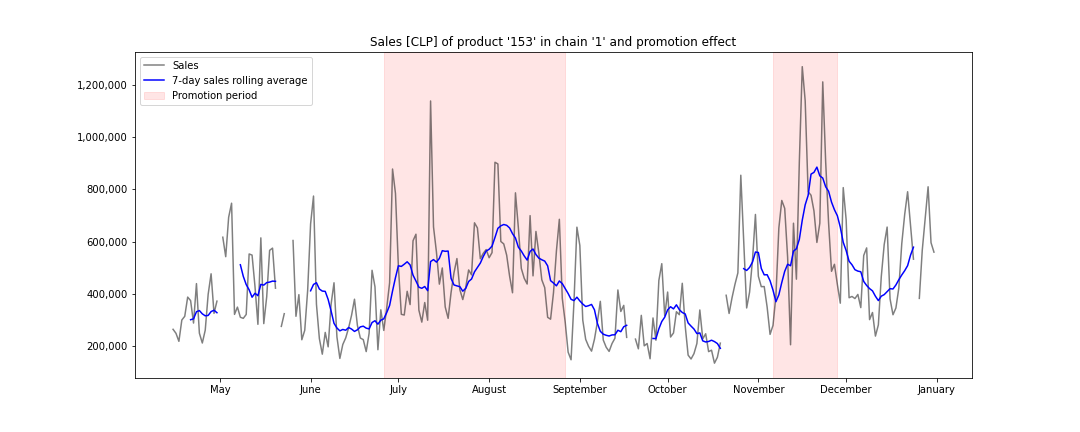 Sales [CLP] of product '153' in chain '1' and promotion effect
Sales
7-day sales rolling average
Promotion period
1,200,000
1,000,000
800,000
600,000
400,000
200,000
May June July August September October November December January